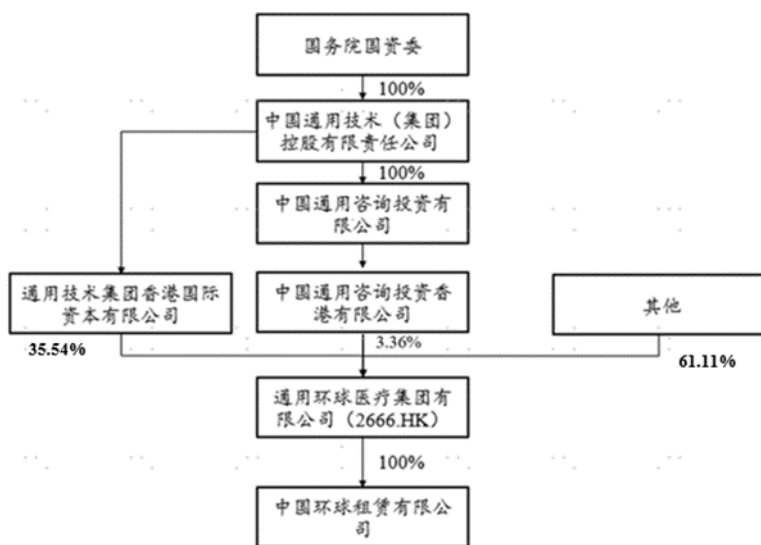 国务院国资委
100%
中国通用技术（集团）
控股有限责任公司
100%
中国通用咨询投资有
限公司
通用技术集团香港国际
资本有限公司
中国通用咨询投资香
港有限公司
其他
35.54%
3.36%
61.11%
通用环球医疗集团有
限公司（2666.HK）
100%
中国环球租赁有限公
司